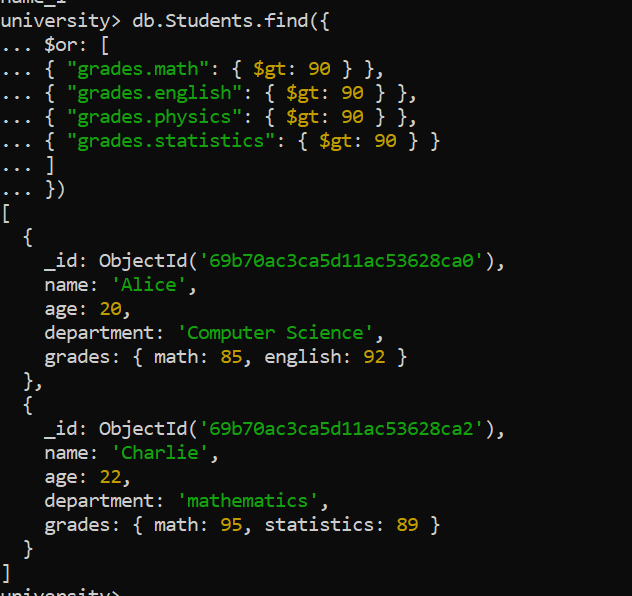 name_1
university> db.Students.find({
... $or: [
... { "grades.math": { $gt: 90 } },
... { "grades.english": { $gt: 90 } },
... { "grades.physics": { $gt: 90 } },
... { "grades.statistics": { $gt: 90 } }
... ]
... })
[
  {
    _id: ObjectId('69b70ac3ca5d11ac53628ca0'),
    name: 'Alice',
    age: 20,
    department: 'Computer Science',
    grades: { math: 85, english: 92 }
  },
  {
    _id: ObjectId('69b70ac3ca5d11ac53628ca2'),
    name: 'Charlie',
    age: 22,
    department: 'mathematics',
    grades: { math: 95, statistics: 89 }
  }
]
university>